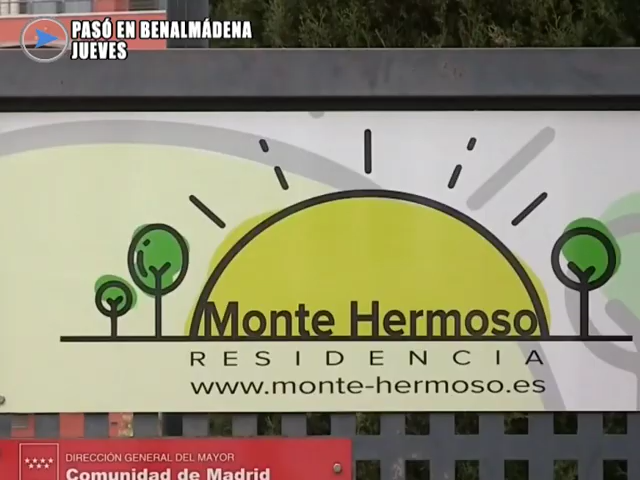 PASÓ EN BENALMÁDENA
JUEVES
Monte Hermoso
RESIDENCIA
www.monte-hermoso.es
DIRECCIÓN GENERAL DEL MAYOR
Comunidad de Madrid